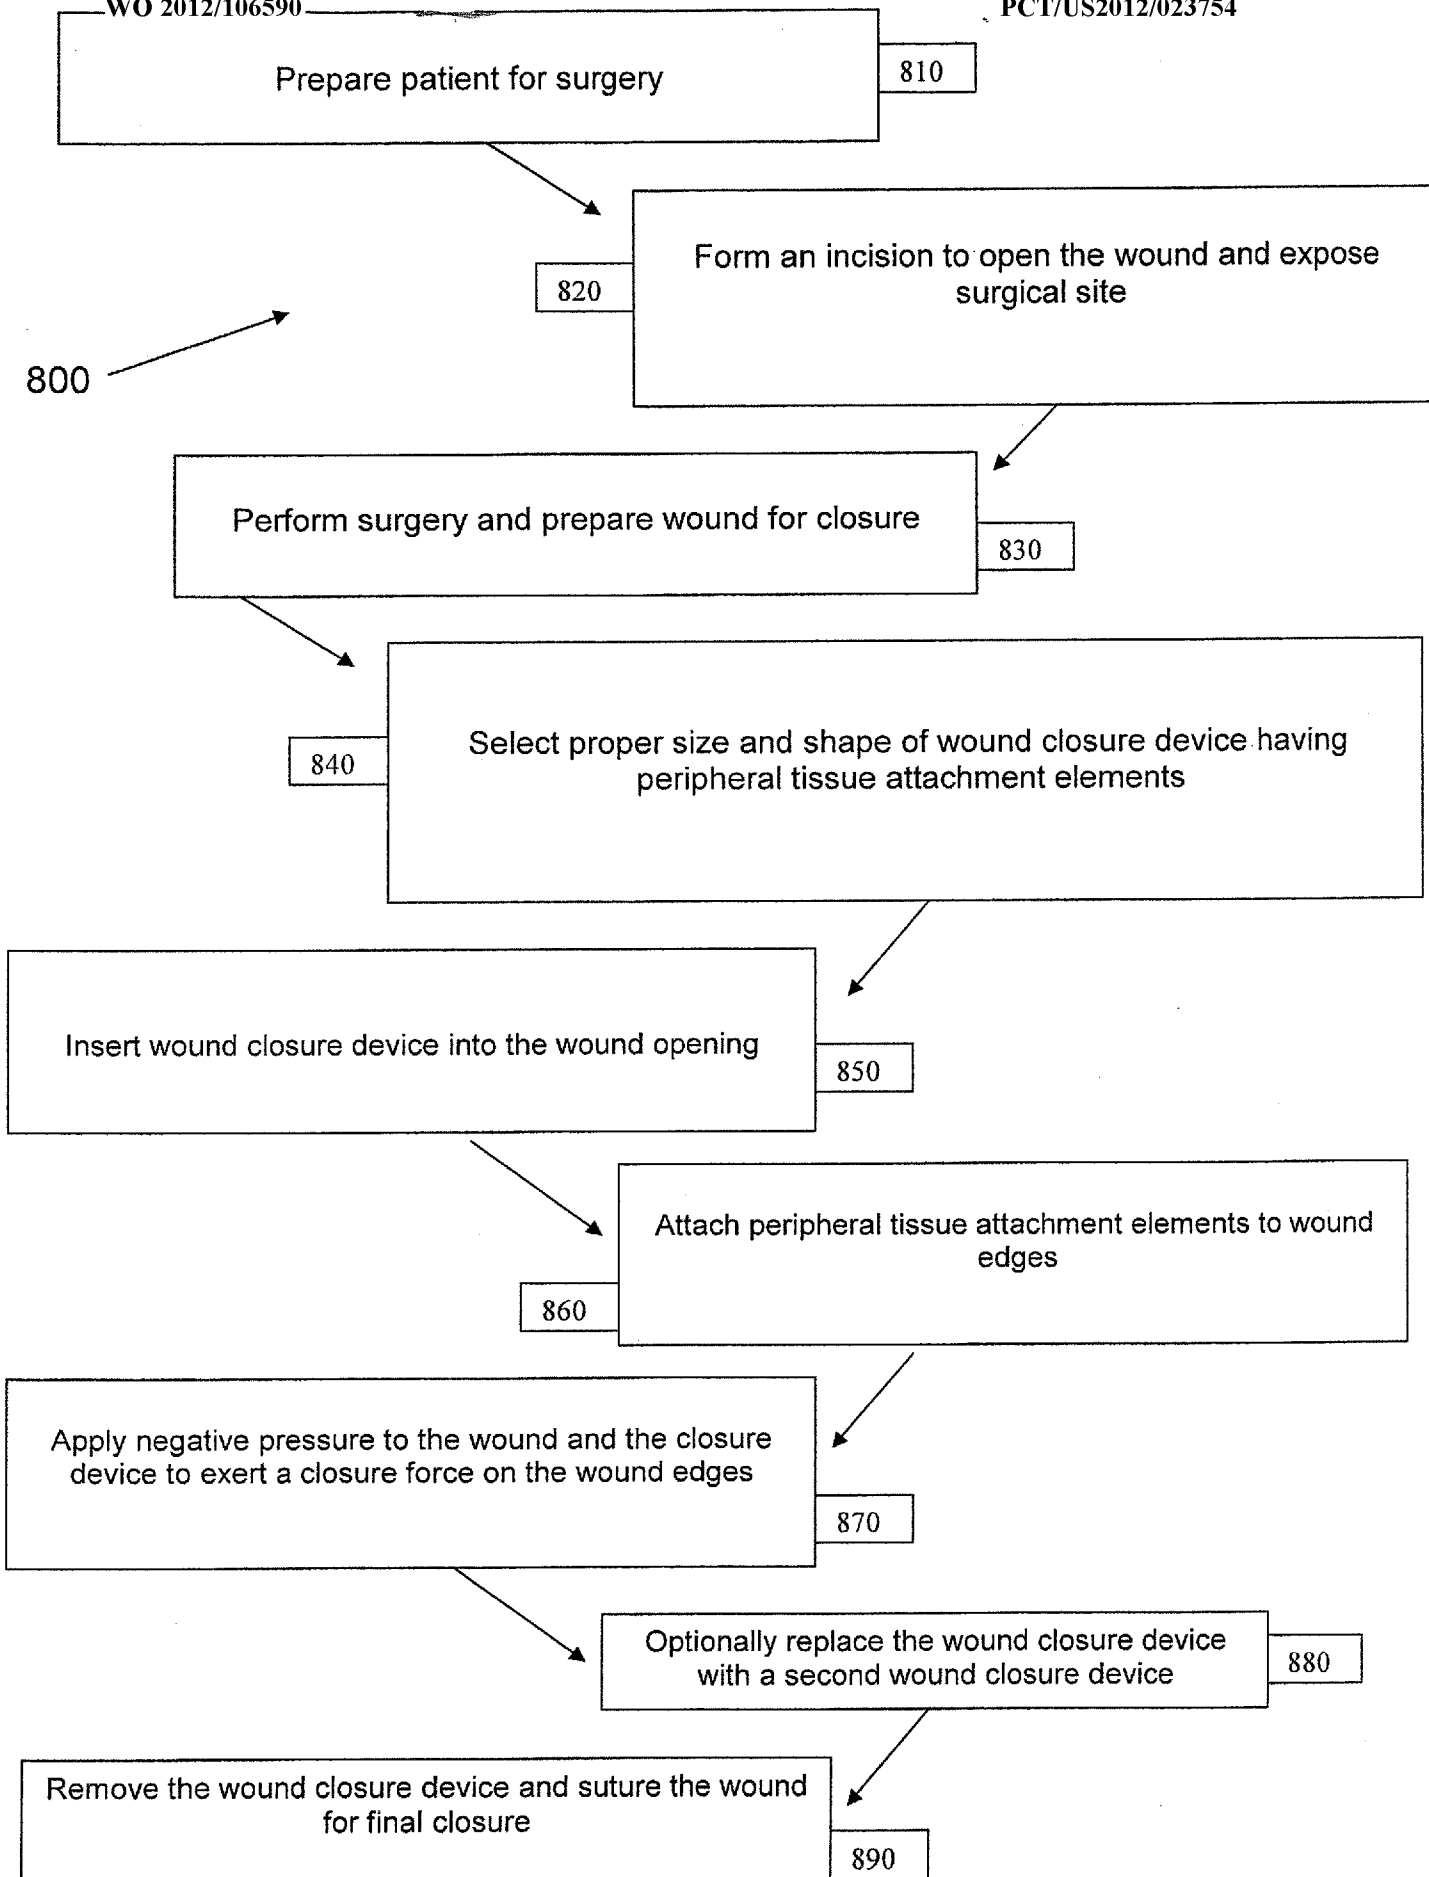 WO 2012/106590
PCT/US2012/023754
Prepare patient for surgery
810
Form an incision to open the wound and expose
surgical site
820
800
Perform surgery and prepare wound for closure
830
Select proper size and shape of wound closure device having
peripheral tissue attachment elements
840
Insert wound closure device into the wound opening
850
Attach peripheral tissue attachment elements to wound
edges
860
Apply negative pressure to the wound and the closure
device to exert a closure force on the wound edges
870
Optionally replace the wound closure device
with a second wound closure device
880
Remove the wound closure device and suture the wound
for final closure
890